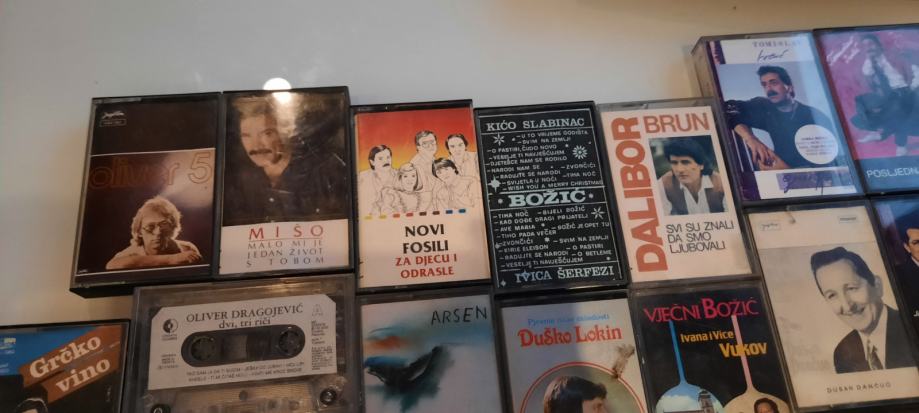 oliver 5
MIŠO
MALO MI JE
JEDAN ŽIVOT
S TOBOM
NOVI
FOSILI
ZA DJECU I
ODRASLE
KIĆO SLABINAC
- U TO VRIJEME GODIŠTA
- SVIM NA ZEMLJI
- O PASTIRI, ČUDO NOVO
- VESELJE TI NAVJEŠĆUJEM
- DJETEŠCE NAM SE RODILO
- NARODI NAM SE
- ZVONČIĆI
- RADUJTE SE NARODI
- TIHA NOĆ
- SVIJETLA U NOĆI
- WISH YOU A MERRY CHRISTMAS
BOŽIĆ
- TIHA NOĆ
- BIJELI BOŽIĆ
- KAD DOĐE DRAGI PRIJATELJ
- AVE MARIA
- BOŽIĆ JE OPET TU
- TIHO PADA VEČER
- ZVONČIĆI
- SVIM NA ZEMLJI
- KIRIE ELEISON
- O PASTIRI
- RADUJTE SE NARODI
- O BETLEME
- VESELJE TI NAVJEŠĆUJEM
IVICA ŠERFEZI
DALIBOR
BRUN
SVI SU ZNALI
DA SMO
LJUBOVALI
TOMISLAV
POSLJEDNJA
Grčko
vino
OLIVER DRAGOJEVIĆ
dvi, tri riči
A
ARSEN
Duško Lokin
VJEČNI BOŽIĆ
Ivana i Vice
Vukov
DUŠAN DANČUO